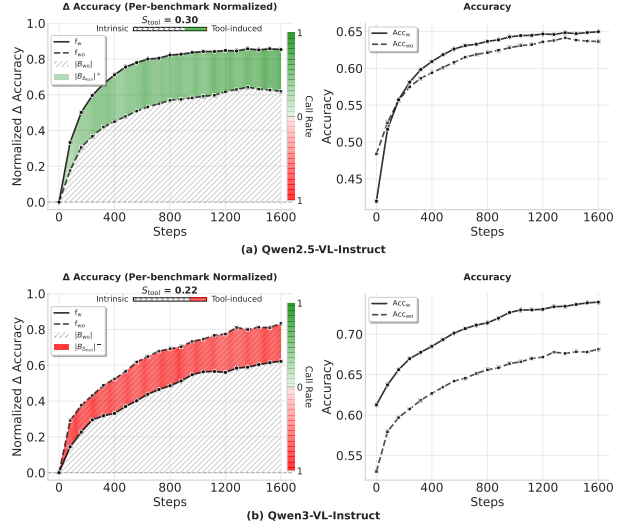 Δ Accuracy (Per-benchmark Normalized)
S_tool = 0.30
Intrinsic Tool-induced
f_w
f_wo
|B_wo|
|B_Δtool|⁺
Normalized Δ Accuracy
1.0
0.8
0.6
0.4
0.2
0.0
0 400 800 1200 1600
Steps
1
0
1
Call Rate
Accuracy
Acc_w
Acc_wo
Accuracy
0.65
0.60
0.55
0.50
0.45
0 400 800 1200 1600
Steps
(a) Qwen2.5-VL-Instruct
Δ Accuracy (Per-benchmark Normalized)
S_tool = 0.22
Intrinsic Tool-induced
f_w
f_wo
|B_wo|
|B_Δtool|⁻
Normalized Δ Accuracy
1.0
0.8
0.6
0.4
0.2
0.0
0 400 800 1200 1600
Steps
1
0
1
Call Rate
Accuracy
Acc_w
Acc_wo
Accuracy
0.70
0.65
0.60
0.55
0 400 800 1200 1600
Steps
(b) Qwen3-VL-Instruct